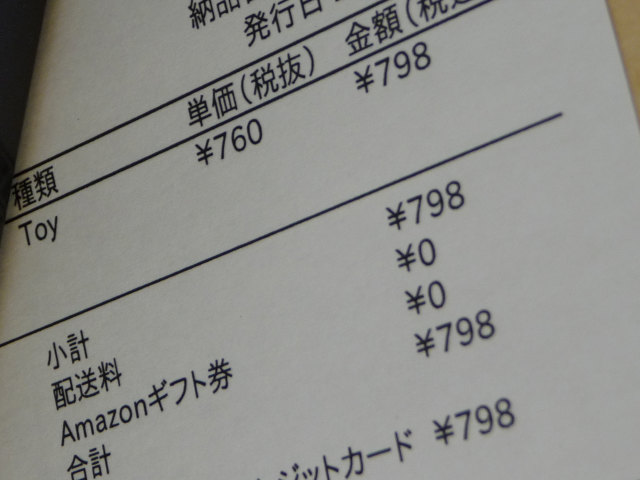 納品
発行日
単価(税抜) 金額(税込
種類
Toy ¥760 ¥798
小計 ¥798
配送料 ¥0
Amazonギフト券 ¥0
合計 ¥798
ジットカード ¥798